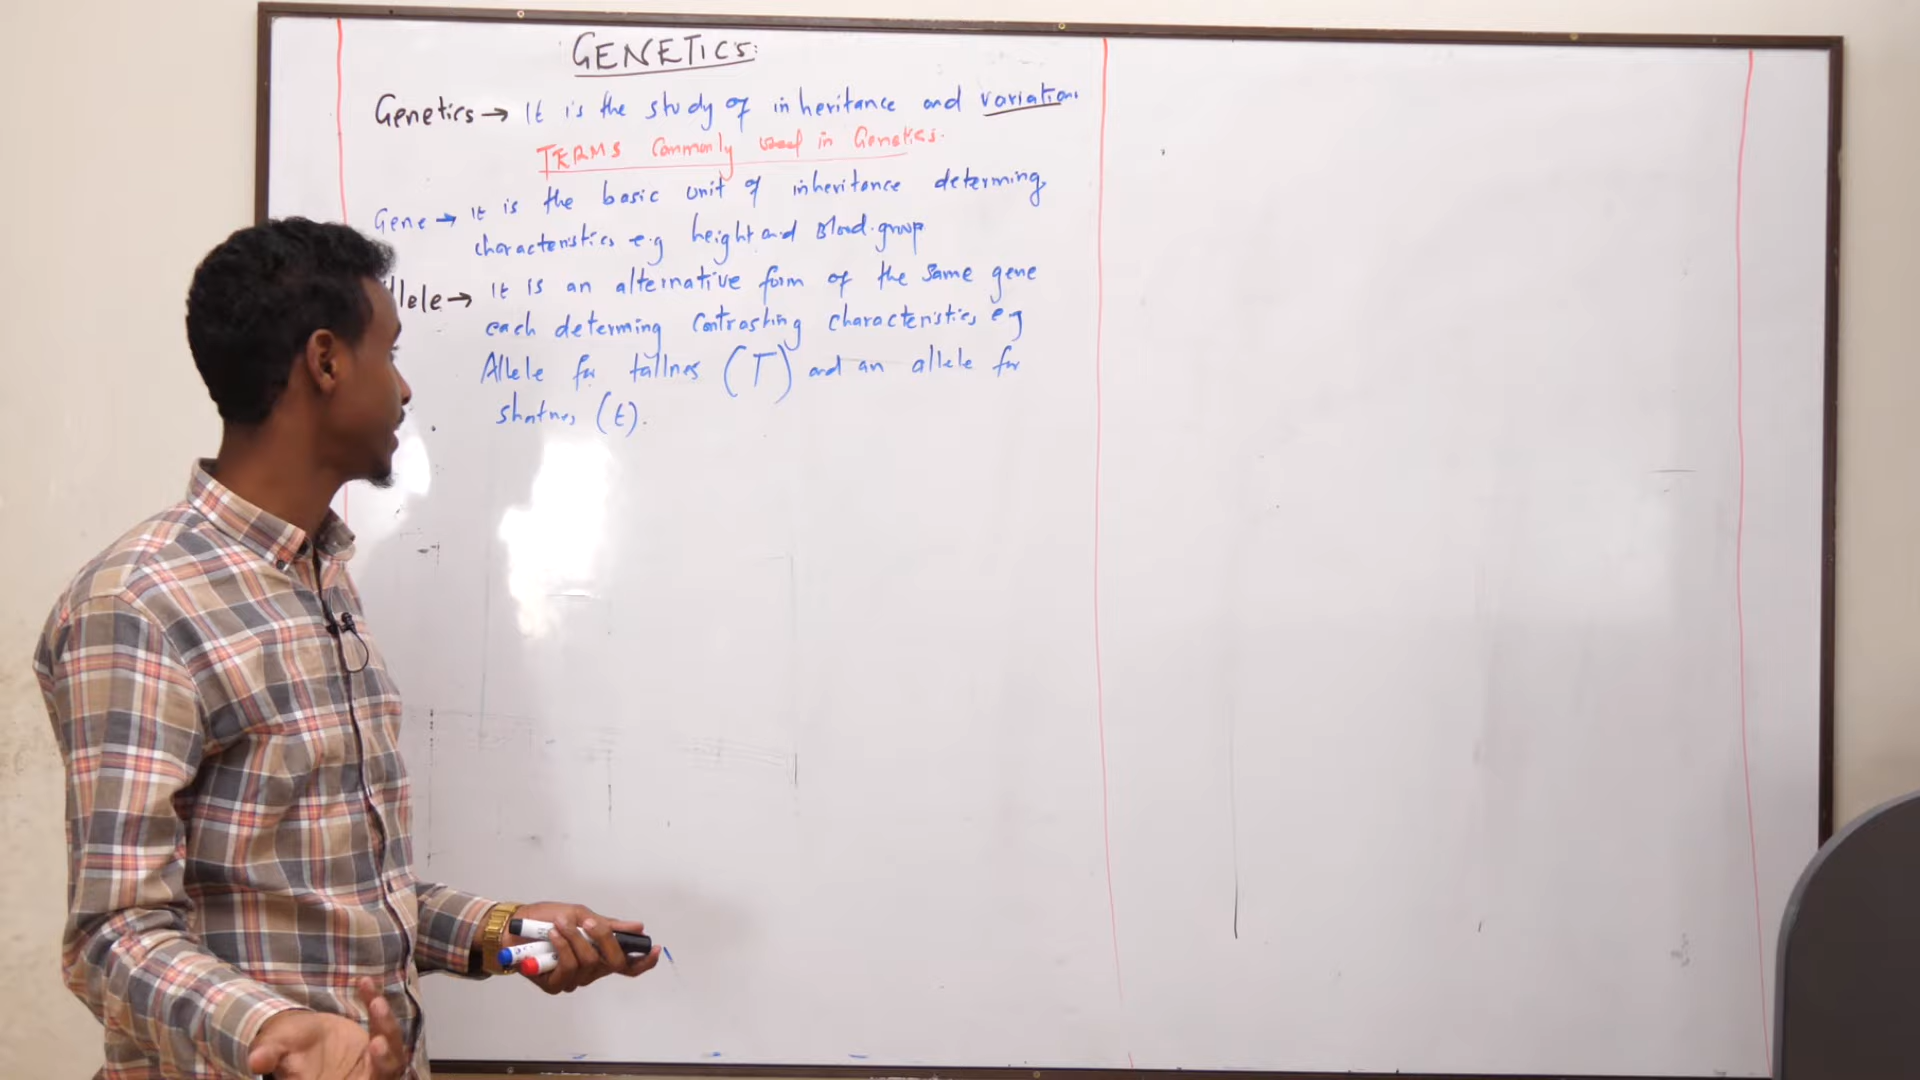 GENETICS:
Genetics → It is the study of inheritance and variation.
TERMS Commonly used in Genetics.
Gene → it is the basic unit of inheritance determing
characteristics e.g height and Blood group
llele → It is an alternative form of the same gene
each determing Contrasting characteristics e.g
Allele for tallnes (T) and an allele for
(t).